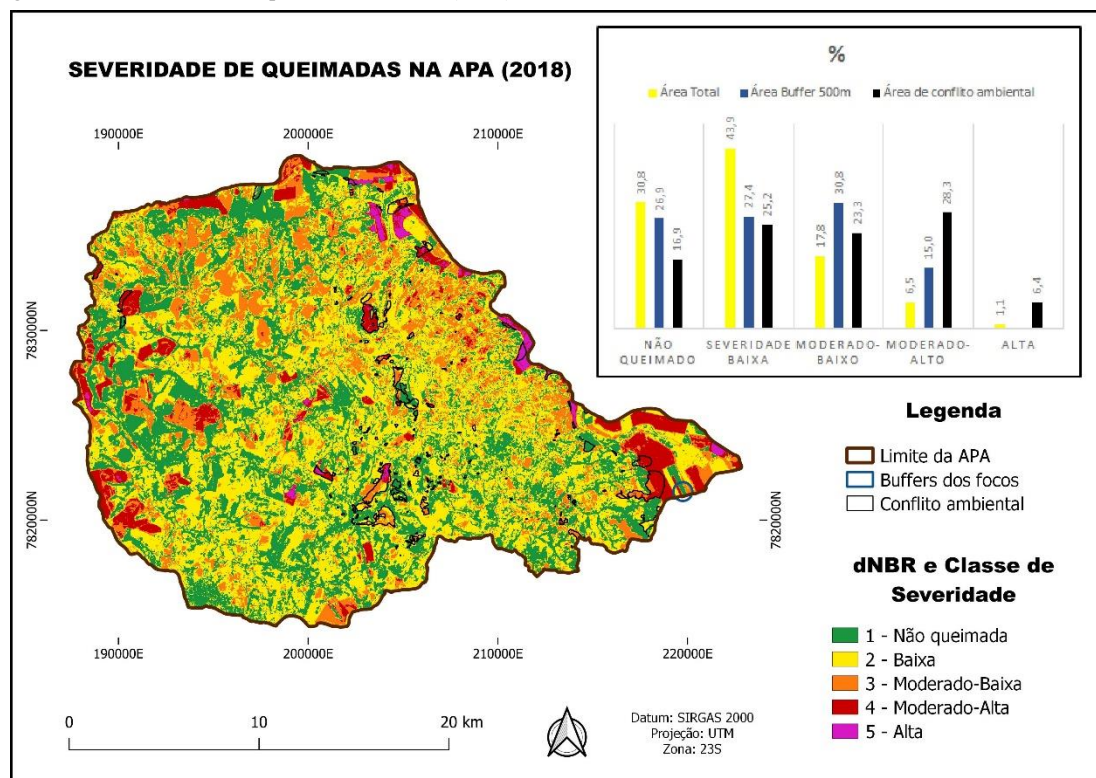 SEVERIDADE DE QUEIMADAS NA APA (2018)
%
Área Total Área Buffer 500m Área de conflito ambiental
30,8
26,9
16,9
43,9
27,4
25,2
17,8
30,8
23,3
6,5
15,0
28,3
1,1
6,4
NÃO QUEIMADO
SEVERIDADE BAIXA
MODERADO-BAIXO
MODERADO-ALTO
ALTA
190000E 200000E 210000E
7830000N
7820000N
7830000N
7820000N
190000E 200000E 210000E 220000E
Legenda
Limite da APA
Buffers dos focos
Conflito ambiental
dNBR e Classe de
Severidade
1 - Não queimada
2 - Baixa
3 - Moderado-Baixa
4 - Moderado-Alta
5 - Alta
0 10 20 km
Datum: SIRGAS 2000
Projeção: UTM
Zona: 23S